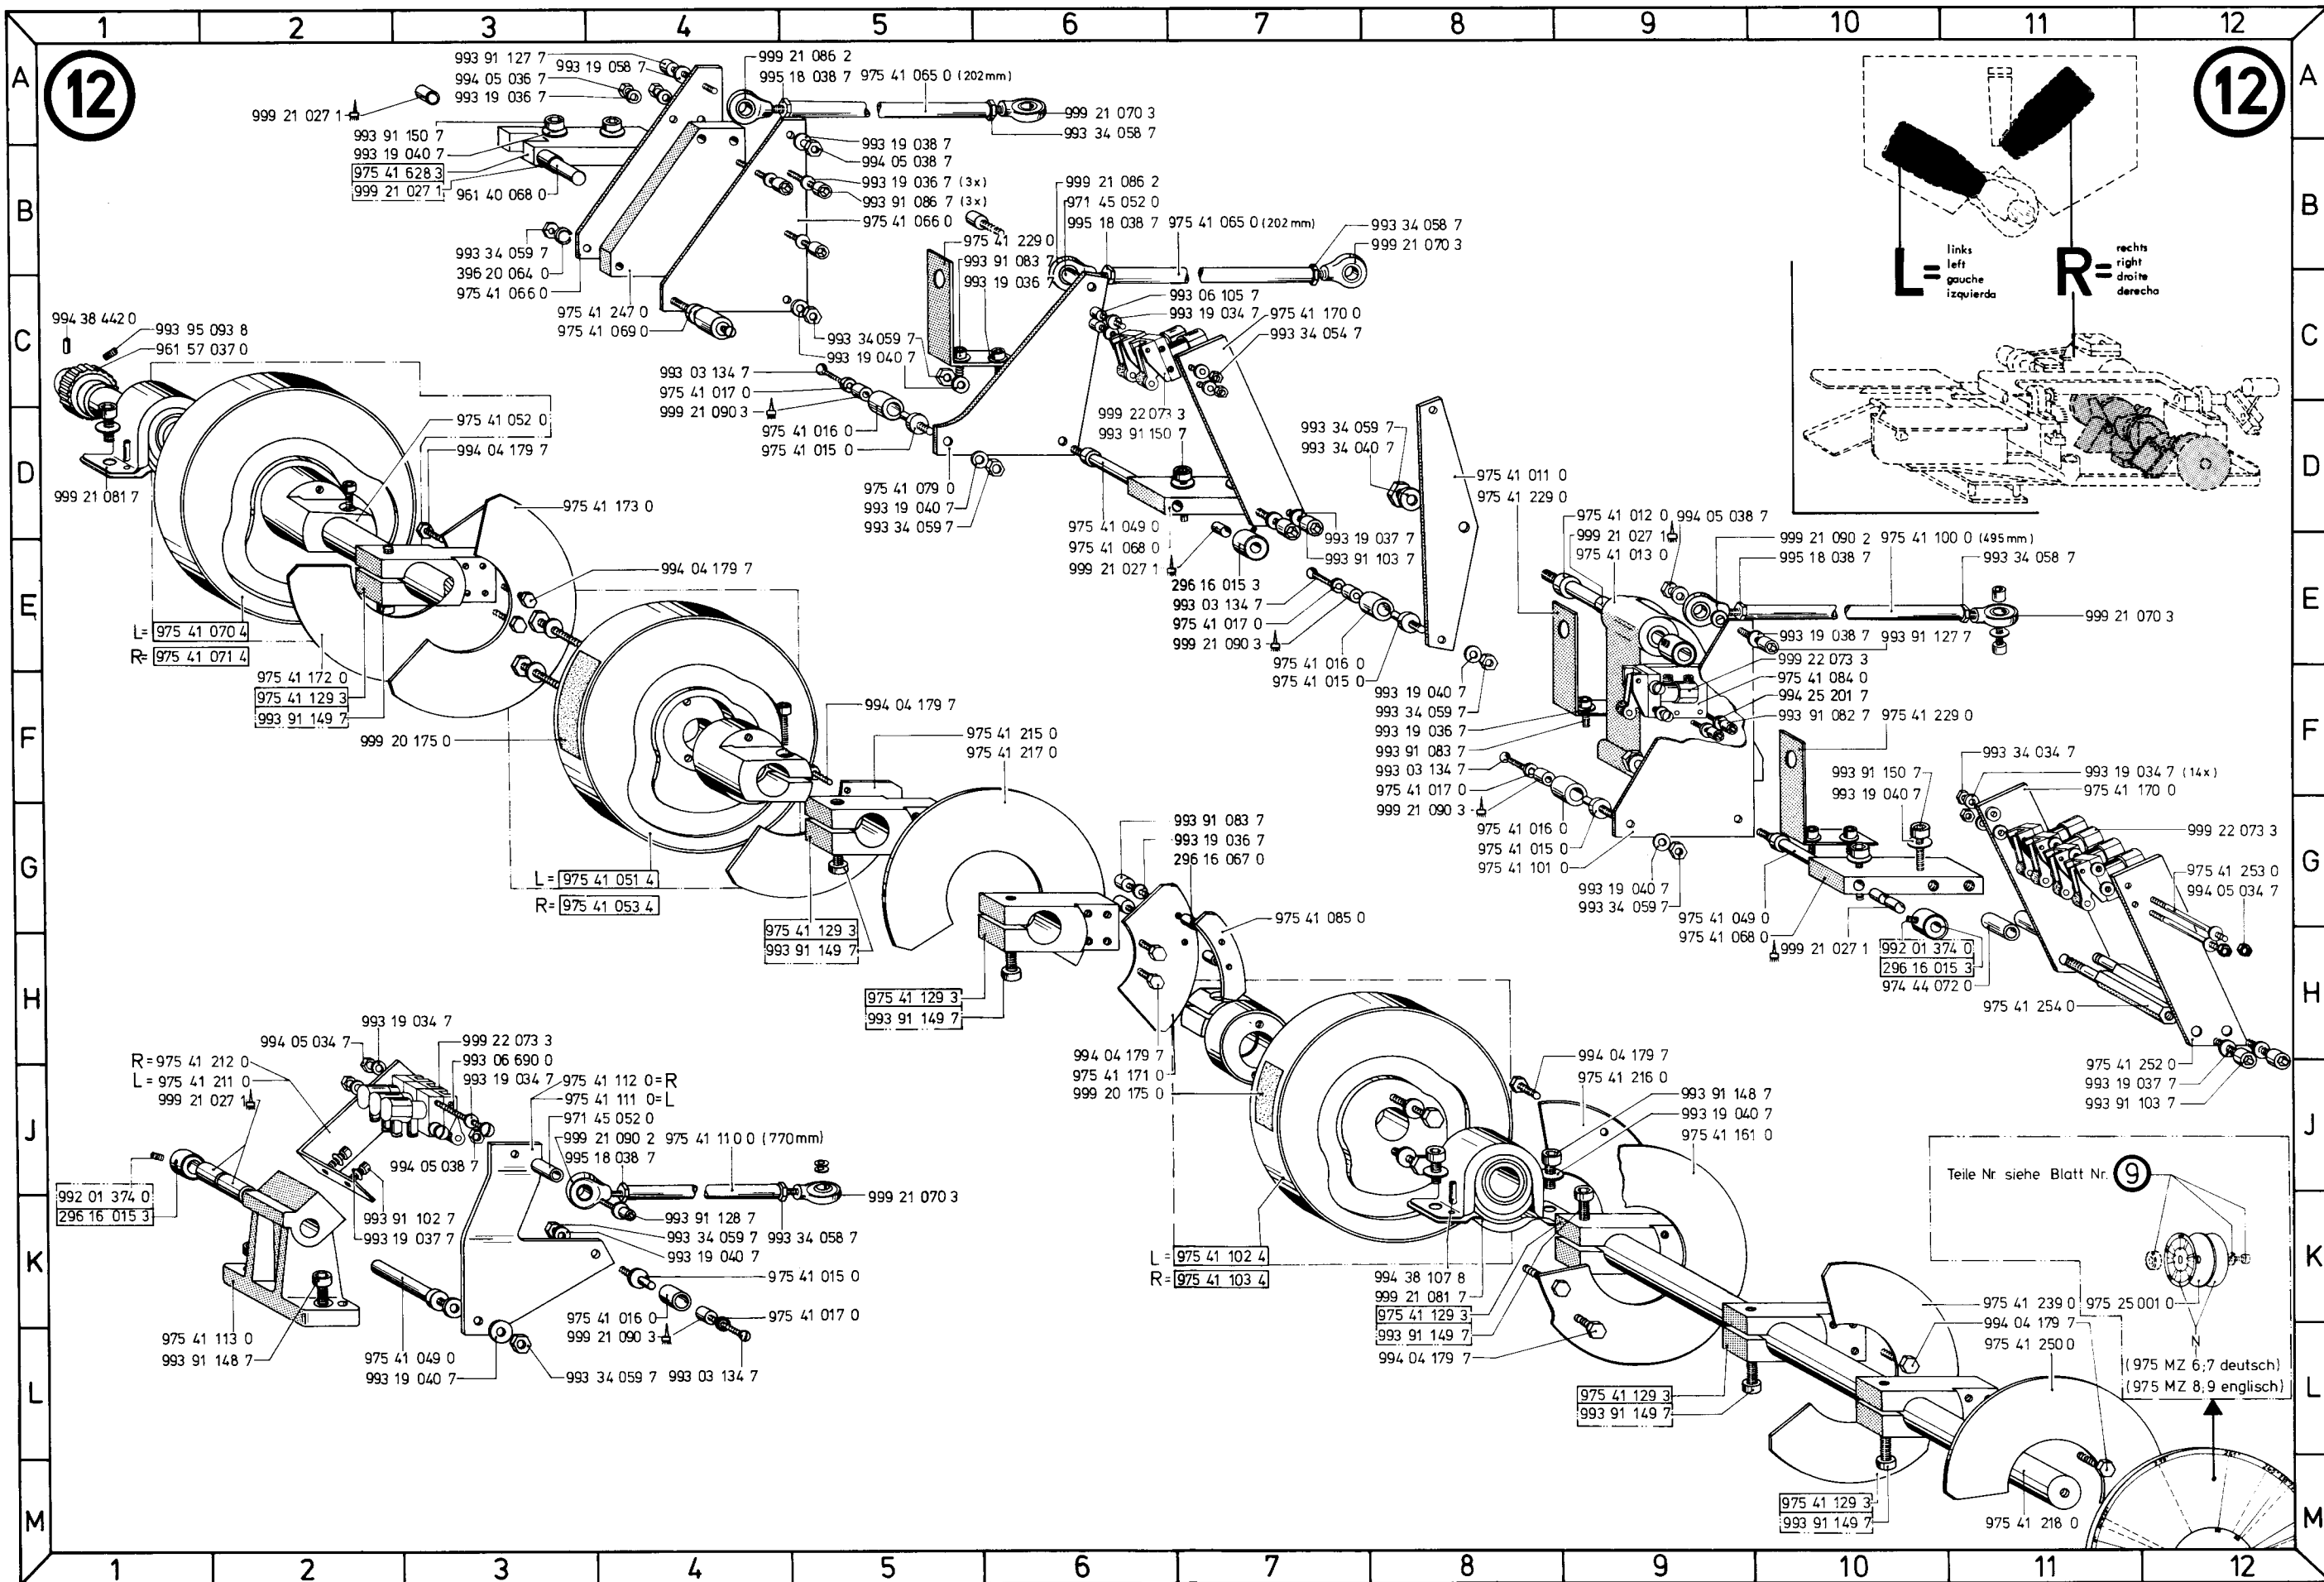 1 2 3 4 5 6 7 8 9 10 11 12
A
12
993 91 127 7
993 19 058 7
994 05 036 7
993 19 036 7
999 21 027 1
993 91 150 7
993 19 040 7
975 41 628 3
999 21 027 1
961 40 068 0
993 34 059 7
396 20 064 0
975 41 066 0
975 41 247 0
975 41 069 0
999 21 086 2
995 18 038 7 975 41 065 0 (202mm)
999 21 070 3
993 34 058 7
993 19 038 7
994 05 038 7
993 19 036 7 (3x)
993 91 086 7 (3x)
975 41 066 0
993 34 059 7
993 19 040 7
999 21 086 2
971 45 052 0
995 18 038 7 975 41 065 0 (202mm)
993 34 058 7
999 21 070 3
975 41 229 0
993 91 083 7
993 19 036 7
993 06 105 7
993 19 034 7
975 41 170 0
993 34 054 7
999 22 073 3
993 91 150 7
12
A
L= links
left
gauche
izquierda
R= rechts
right
droite
derecha
B
B
C
C
994 38 442 0
993 95 093 8
961 57 037 0
999 21 081 7
975 41 052 0
994 04 179 7
975 41 173 0
994 04 179 7
L= 975 41 070 4
R= 975 41 071 4
975 41 172 0
975 41 129 3
993 91 149 7
999 20 175 0
D
D
993 03 134 7
975 41 017 0
999 21 090 3
975 41 016 0
975 41 015 0
975 41 079 0
993 19 040 7
993 34 059 7
975 41 049 0
975 41 068 0
999 21 027 1
296 16 015 3
993 19 037 7
993 91 103 7
993 03 134 7
975 41 017 0
999 21 090 3
975 41 016 0
975 41 015 0
993 34 059 7
993 34 040 7
975 41 011 0
975 41 229 0
993 19 040 7
993 34 059 7
993 19 036 7
993 91 083 7
993 03 134 7
975 41 017 0
999 21 090 3
975 41 016 0
975 41 015 0
975 41 101 0
E
E
975 41 012 0 994 05 038 7
999 21 027 1
975 41 013 0
999 21 090 2 975 41 100 0 (495mm)
995 18 038 7
993 34 058 7
999 21 070 3
993 19 038 7 993 91 127 7
999 22 073 3
975 41 084 0
994 25 201 7
993 91 082 7 975 41 229 0
993 19 040 7
993 34 059 7
993 91 150 7
993 19 040 7
975 41 049 0
975 41 068 0
999 21 027 1
992 01 374 0
296 16 015 3
974 44 072 0
993 34 034 7
993 19 034 7 (14x)
975 41 170 0
999 22 073 3
975 41 253 0
994 05 034 7
975 41 254 0
975 41 252 0
993 19 037 7
993 91 103 7
F
F
994 04 179 7
975 41 215 0
975 41 217 0
L= 975 41 051 4
R= 975 41 053 4
975 41 129 3
993 91 149 7
975 41 129 3
993 91 149 7
993 91 083 7
993 19 036 7
296 16 067 0
975 41 085 0
994 04 179 7
975 41 171 0
999 20 175 0
G
G
H
H
993 19 034 7
994 05 034 7
999 22 073 3
993 06 690 0
993 19 034 7
R= 975 41 212 0
L= 975 41 211 0
999 21 027 1
975 41 112 0=R
975 41 111 0=L
971 45 052 0
999 21 090 2 975 41 110 0 (770mm)
995 18 038 7
994 05 038 7
999 21 070 3
992 01 374 0
296 16 015 3
993 91 102 7
993 19 037 7
993 91 128 7
993 34 059 7 993 34 058 7
993 19 040 7
975 41 015 0
975 41 016 0
999 21 090 3
975 41 017 0
975 41 113 0
993 91 148 7
975 41 049 0
993 19 040 7
993 34 059 7 993 03 134 7
J
J
994 04 179 7
975 41 216 0
993 91 148 7
993 19 040 7
975 41 161 0
L= 975 41 102 4
R= 975 41 103 4
994 38 107 8
999 21 081 7
975 41 129 3
993 91 149 7
994 04 179 7
975 41 129 3
993 91 149 7
975 41 129 3
993 91 149 7
Teile Nr. siehe Blatt Nr. 9
975 41 239 0 975 25 001 0
994 04 179 7
975 41 250 0
N
(975 MZ 6;7 deutsch)
(975 MZ 8;9 englisch)
975 41 218 0
K
K
L
L
M
M
1 2 3 4 5 6 7 8 9 10 11 12